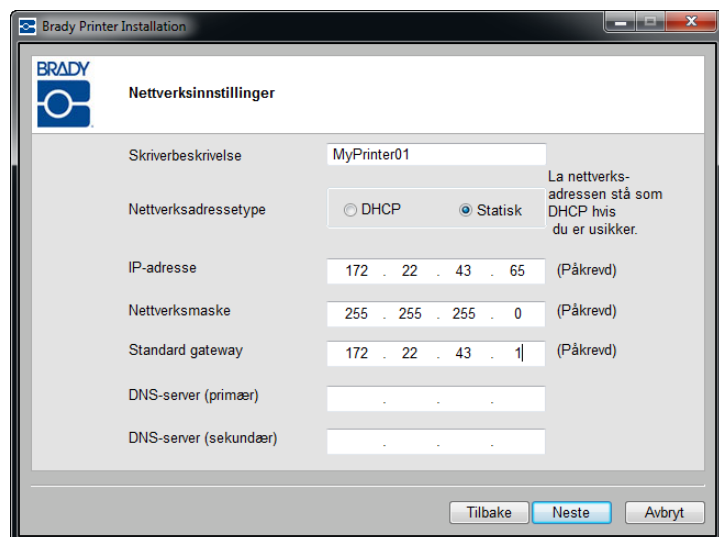 Brady Printer Installation
BRADY
Nettverksinnstillinger
Skriverbeskrivelse MyPrinter01
Nettverksadressetype DHCP Statisk
La nettverks-
adressen stå som
DHCP hvis
du er usikker.
IP-adresse 172 . 22 . 43 . 65 (Påkrevd)
Nettverksmaske 255 . 255 . 255 . 0 (Påkrevd)
Standard gateway 172 . 22 . 43 . 1 (Påkrevd)
DNS-server (primær) . . .
DNS-server (sekundær) . . .
Tilbake Neste Avbryt